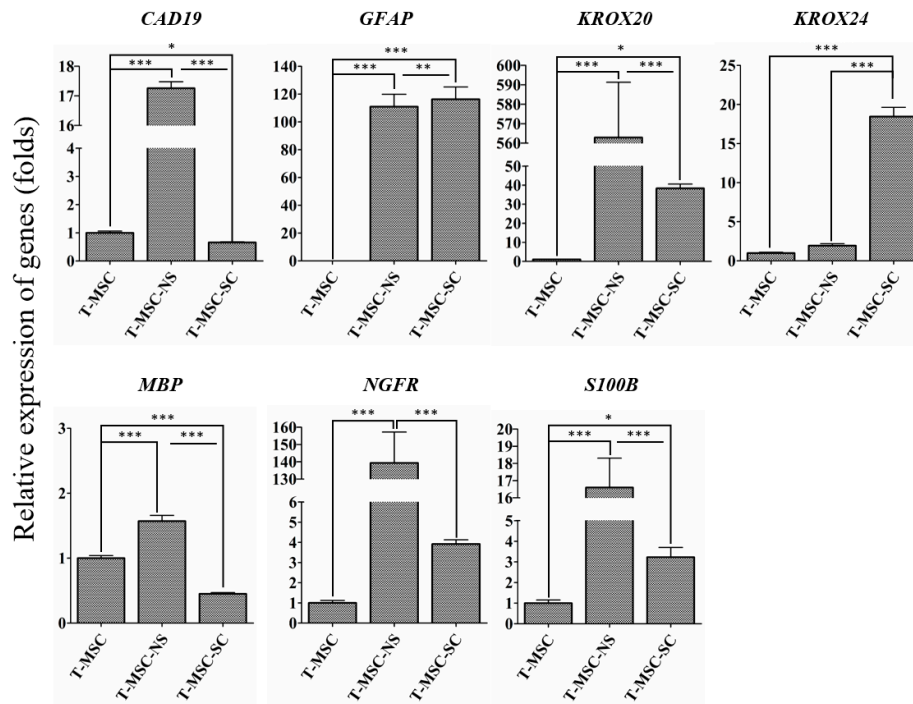 CAD19
GFAP
KROX20
KROX24
Relative expression of genes (folds)
*
*** ***
18
17
16
4
3
2
1
0
T-MSC
T-MSC-NS
T-MSC-SC
***
*** **
140
120
100
80
60
40
20
0
T-MSC
T-MSC-NS
T-MSC-SC
*
*** ***
600
590
580
570
560
50
40
30
20
10
0
T-MSC
T-MSC-NS
T-MSC-SC
***
***
25
20
15
10
5
0
T-MSC
T-MSC-NS
T-MSC-SC
MBP
NGFR
S100B
***
*** ***
3
2
1
0
T-MSC
T-MSC-NS
T-MSC-SC
*** ***
160
150
140
130
6
5
4
3
2
1
0
T-MSC
T-MSC-NS
T-MSC-SC
*
*** ***
20
19
18
17
16
5
4
3
2
1
0
T-MSC
T-MSC-NS
T-MSC-SC